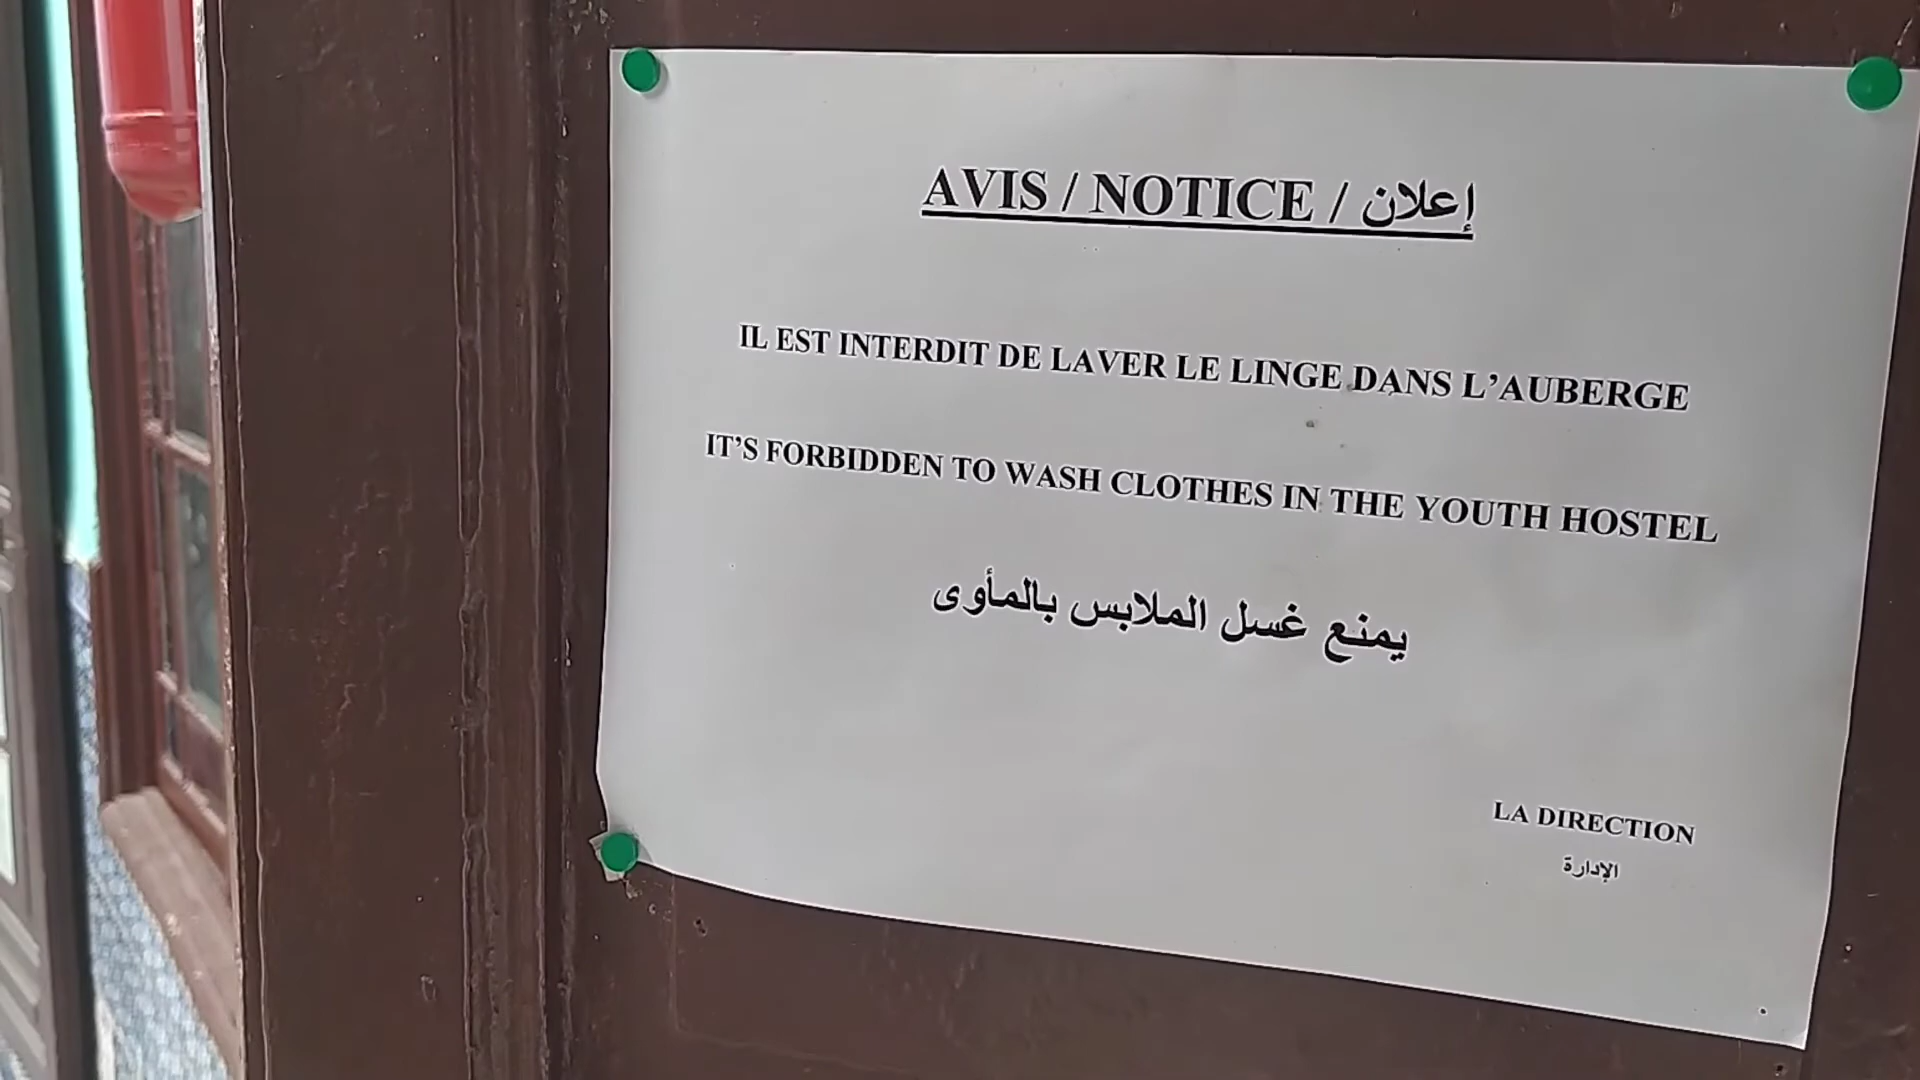 AVIS / NOTICE / إعلان
IL EST INTERDIT DE LAVER LE LINGE DANS L’AUBERGE
IT’S FORBIDDEN TO WASH CLOTHES IN THE YOUTH HOSTEL
يمنع غسل الملابس بالمأوى
LA DIRECTION
الإدارة